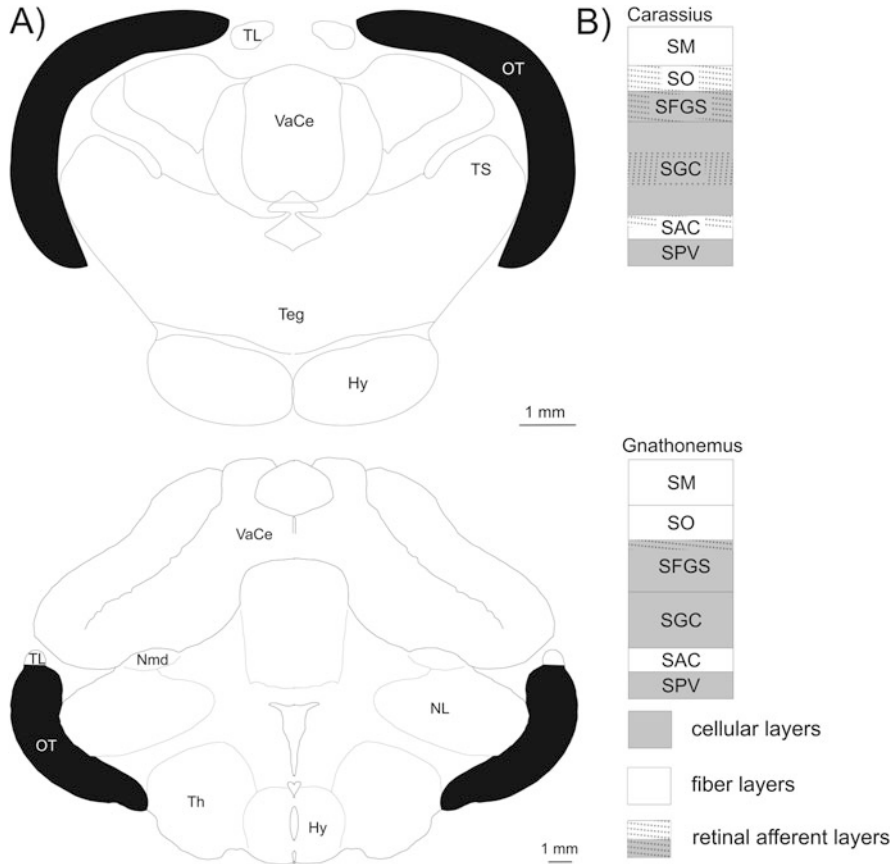 A)
TL
OT
VaCe
TS
Teg
Hy
1 mm
B)
Carassius
SM
SO
SFGS
SGC
SAC
SPV
VaCe
TL
Nmd
NL
OT
Th
Hy
1 mm
Gnathonemus
SM
SO
SFGS
SGC
SAC
SPV
cellular layers
fiber layers
retinal afferent layers